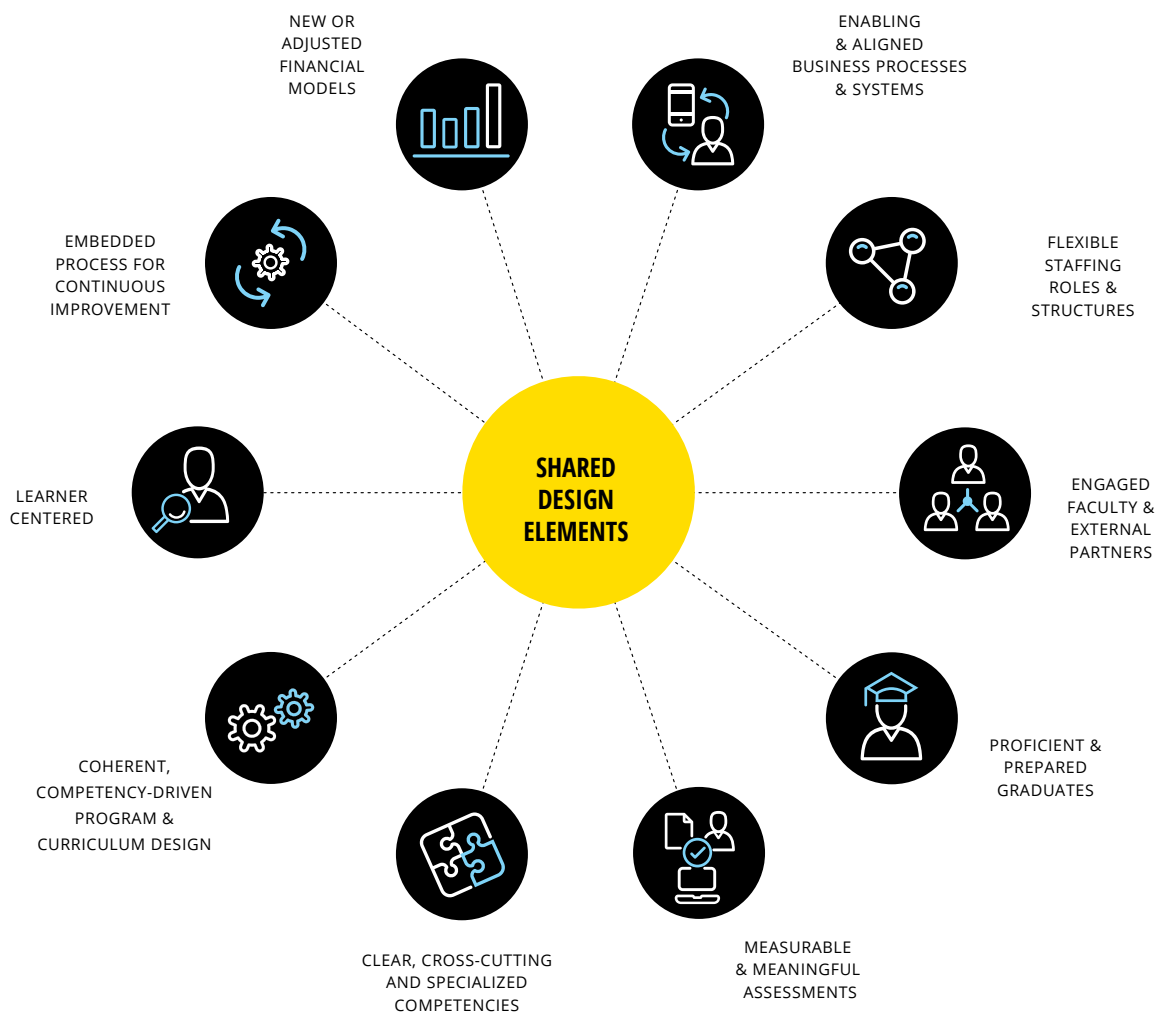 NEW OR
ADJUSTED
FINANCIAL
MODELS
ENABLING
& ALIGNED
BUSINESS PROCESSES
& SYSTEMS
EMBEDDED
PROCESS FOR
CONTINUOUS
IMPROVEMENT
FLEXIBLE
STAFFING
ROLES &
STRUCTURES
LEARNER
CENTERED
SHARED
DESIGN
ELEMENTS
ENGAGED
FACULTY &
EXTERNAL
PARTNERS
COHERENT,
COMPETENCY-DRIVEN
PROGRAM &
CURRICULUM DESIGN
PROFICIENT &
PREPARED
GRADUATES
CLEAR, CROSS-CUTTING
AND SPECIALIZED
COMPETENCIES
MEASURABLE
& MEANINGFUL
ASSESSMENTS